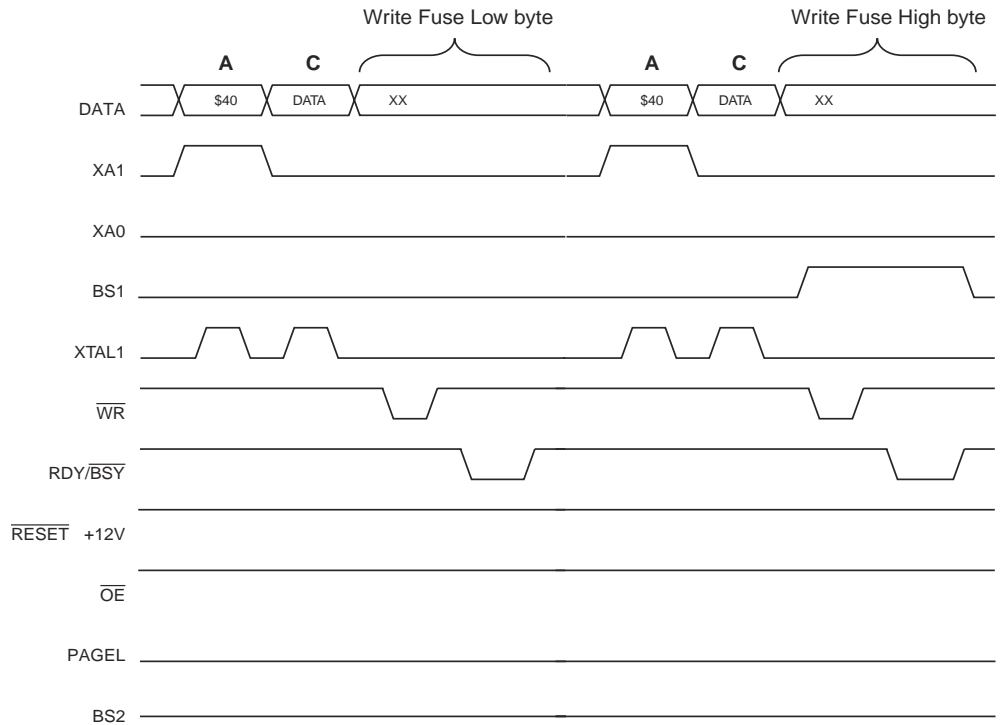 Write Fuse Low byte Write Fuse High byte
A C A C
DATA $40 DATA XX $40 DATA XX
XA1
XA0
BS1
XTAL1
WR
RDY/BSY
RESET +12V
OE
PAGEL
BS2